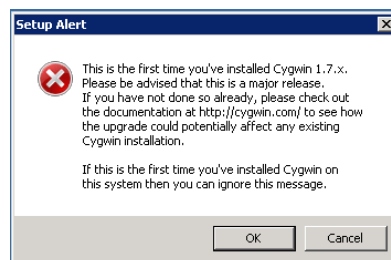 Setup Alert
This is the first time you've installed Cygwin 1.7.x.
Please be advised that this is a major release.
If you have not done so already, please check out
the documentation at http://cygwin.com/ to see how
the upgrade could potentially affect any existing
Cygwin installation.
If this is the first time you've installed Cygwin on
this system then you can ignore this message.
OK Cancel